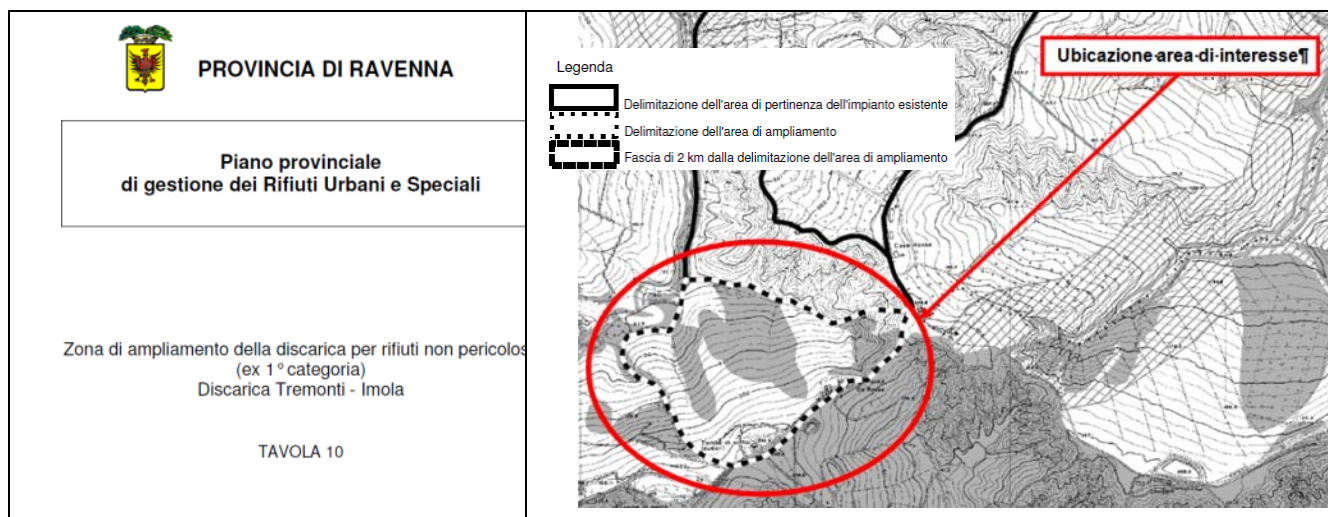 PROVINCIA DI RAVENNA
Piano provinciale
di gestione dei Rifiuti Urbani e Speciali
Zona di ampliamento della discarica per rifiuti non pericolos
(ex 1° categoria)
Discarica Tremonti - Imola
TAVOLA 10
Legenda
Delimitazione dell'area di pertinenza dell'impianto esistente
Delimitazione dell'area di ampliamento
Fascia di 2 km dalla delimitazione dell'area di ampliamento
Ubicazione·area·di·interesse¶